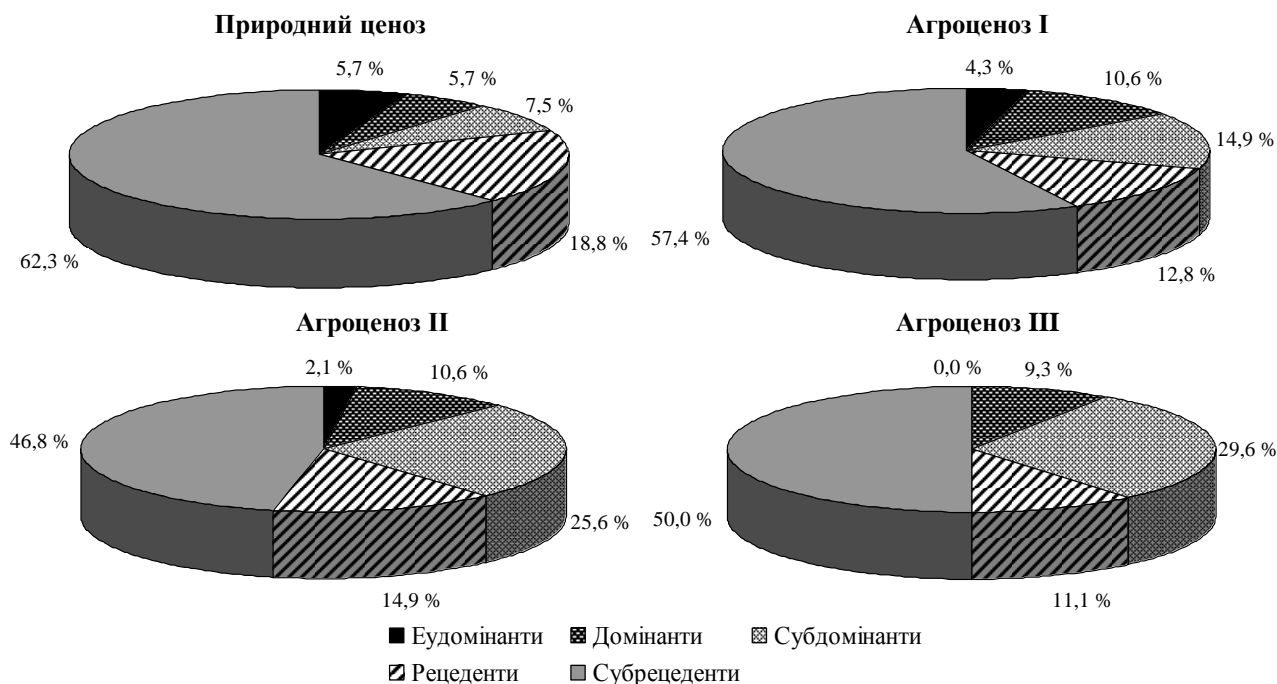 Природний ценоз
5,7 %
5,7 %
7,5 %
18,8 %
62,3 %
Агроценоз I
4,3 %
10,6 %
14,9 %
12,8 %
57,4 %
Агроценоз II
2,1 %
10,6 %
25,6 %
14,9 %
46,8 %
Агроценоз III
0,0 %
9,3 %
29,6 %
11,1 %
50,0 %
Еудомінанти
Домінанти
Субдомінанти
Рецеденти
Субрецеденти